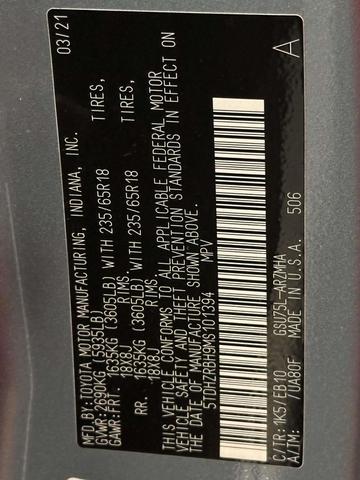 MFD.BY:TOYOTA MOTOR MANUFACTURING, INDIANA, INC. 03/21
GVWR:2690KG (5935LB)
GAWR:FRT. 1635KG (3605LB) WITH 235/65R18 TIRES,
18X8J RIMS
RR. 1635KG (3605LB) WITH 235/65R18 TIRES,
18X8J RIMS
THIS VEHICLE CONFORMS TO ALL APPLICABLE FEDERAL MOTOR
VEHICLE SAFETY AND THEFT PREVENTION STANDARDS IN EFFECT ON
THE DATE OF MANUFACTURE SHOWN ABOVE.
5TDHZRBH9MS101394 MPV
C/TR:1K5/EB10 GSU75L-ARZMHA
A/TM: /UA80F MADE IN U.S.A. 506 A